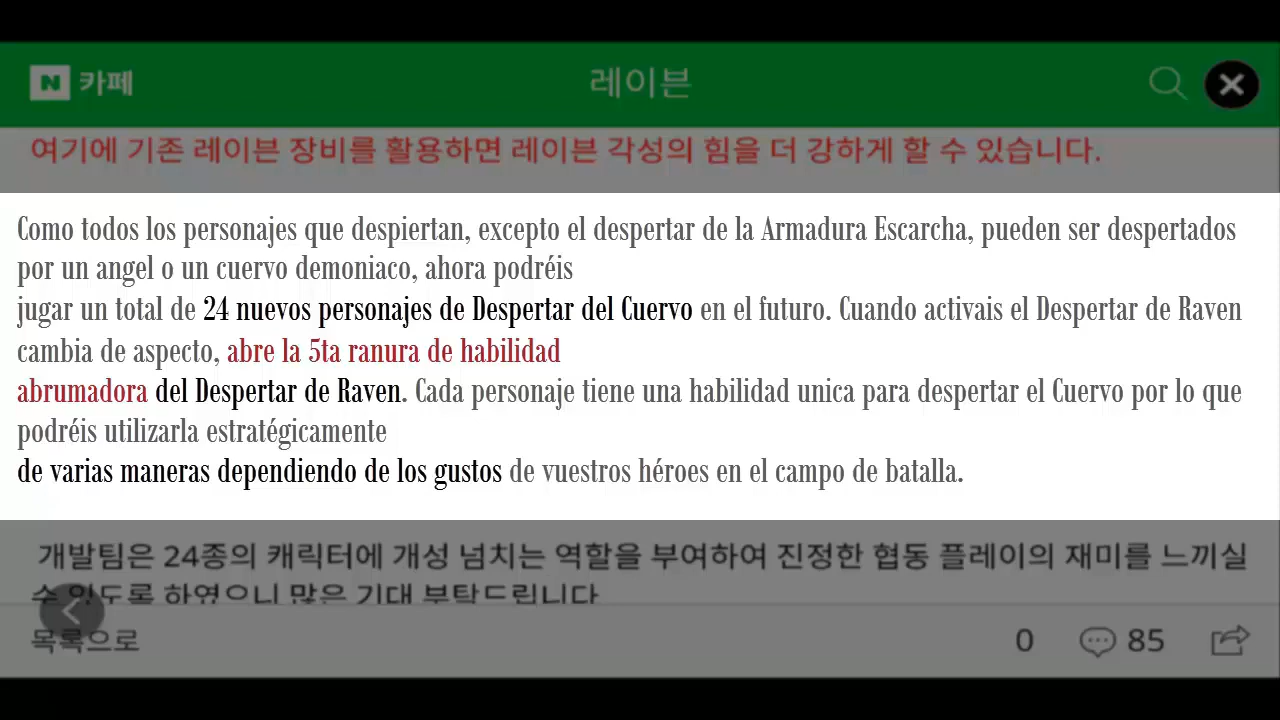 N 카페
레이븐
여기에 기존 레이븐 장비를 활용하면 레이븐 각성의 힘을 더 강하게 할 수 있습니다.
Como todos los personajes que despiertan, excepto el despertar de la Armadura Escarcha, pueden ser despertados
por un angel o un cuervo demoniaco, ahora podréis
jugar un total de 24 nuevos personajes de Despertar del Cuervo en el futuro. Cuando activais el Despertar de Raven
cambia de aspecto, abre la 5ta ranura de habilidad
abrumadora del Despertar de Raven. Cada personaje tiene una habilidad unica para despertar el Cuervo por lo que
podréis utilizarla estratégicamente
de varias maneras dependiendo de los gustos de vuestros héroes en el campo de batalla.
개발팀은 24종의 캐릭터에 개성 넘치는 역할을 부여하여 진정한 협동 플레이의 재미를 느끼실
수 있도록 하였으니 많은 기대 부탁드립니다
목록으로
0
85